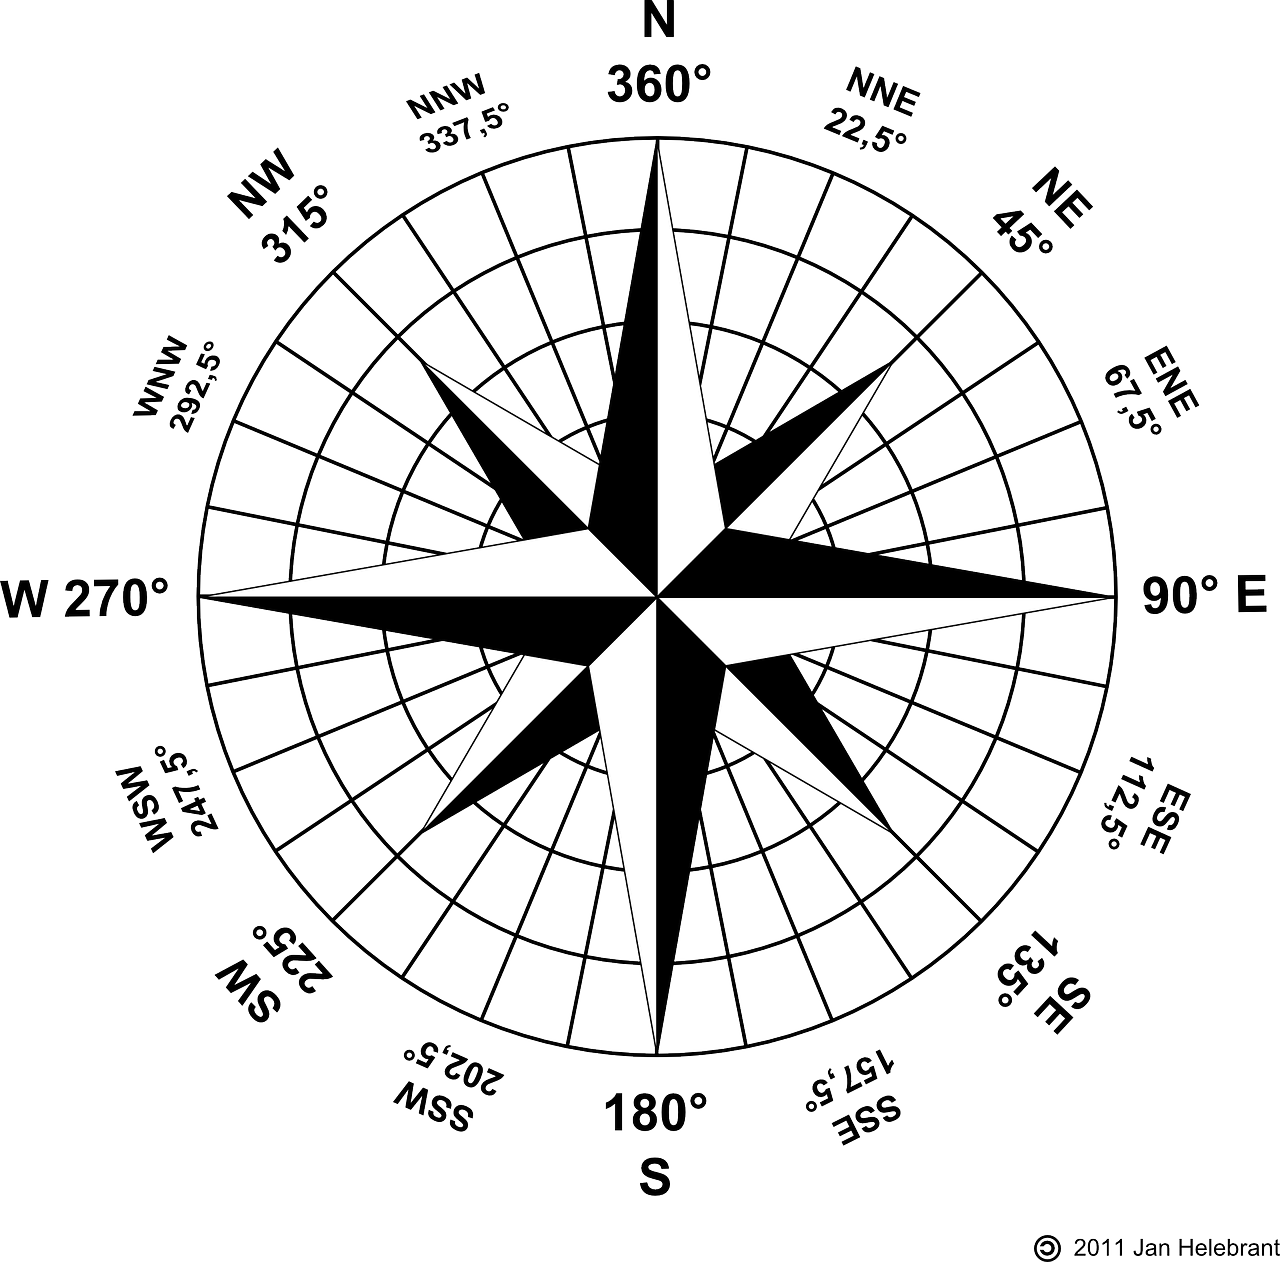 N
360°
NNE
22,5°
NE
45°
ENE
67,5°
90° E
112,5°
ESE
135°
SE
157,5°
SSE
180°
S
202,5°
SSW
225°
SW
247,5°
WSW
W 270°
WNW
292,5°
NW
315°
NNW
337,5°
© 2011 Jan Helebrant